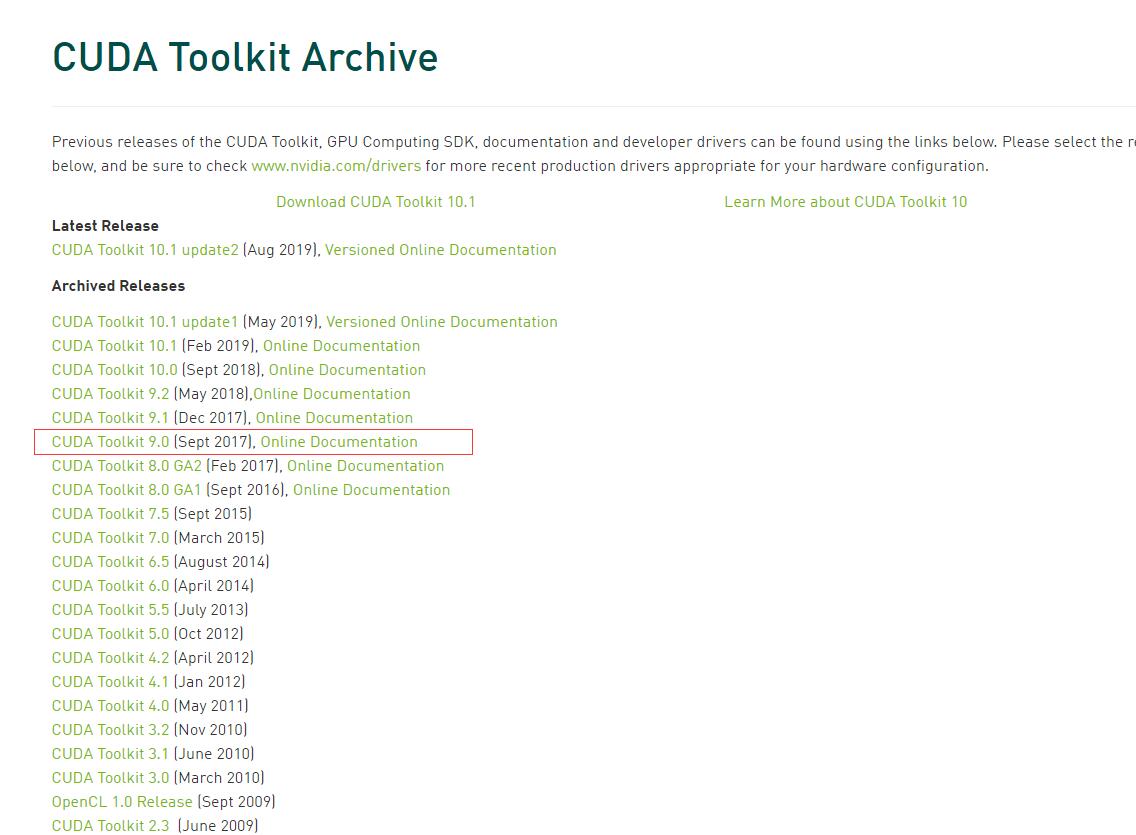 CUDA Toolkit Archive
Previous releases of the CUDA Toolkit, GPU Computing SDK, documentation and developer drivers can be found using the links below. Please select the
below, and be sure to check www.nvidia.com/drivers for more recent production drivers appropriate for your hardware configuration.
Download CUDA Toolkit 10.1 Learn More about CUDA Toolkit 10
Latest Release
CUDA Toolkit 10.1 update2 (Aug 2019), Versioned Online Documentation
Archived Releases
CUDA Toolkit 10.1 update1 (May 2019), Versioned Online Documentation
CUDA Toolkit 10.1 (Feb 2019), Online Documentation
CUDA Toolkit 10.0 (Sept 2018), Online Documentation
CUDA Toolkit 9.2 (May 2018),Online Documentation
CUDA Toolkit 9.1 (Dec 2017), Online Documentation
CUDA Toolkit 9.0 (Sept 2017), Online Documentation
CUDA Toolkit 8.0 GA2 (Feb 2017), Online Documentation
CUDA Toolkit 8.0 GA1 (Sept 2016), Online Documentation
CUDA Toolkit 7.5 (Sept 2015)
CUDA Toolkit 7.0 (March 2015)
CUDA Toolkit 6.5 (August 2014)
CUDA Toolkit 6.0 (April 2014)
CUDA Toolkit 5.5 (July 2013)
CUDA Toolkit 5.0 (Oct 2012)
CUDA Toolkit 4.2 (April 2012)
CUDA Toolkit 4.1 (Jan 2012)
CUDA Toolkit 4.0 (May 2011)
CUDA Toolkit 3.2 (Nov 2010)
CUDA Toolkit 3.1 (June 2010)
CUDA Toolkit 3.0 (March 2010)
OpenCL 1.0 Release (Sept 2009)
CUDA Toolkit 2.3 (June 2009)